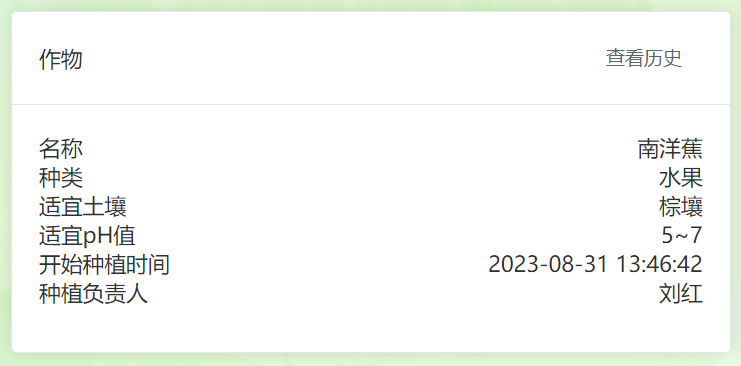 作物 查看历史
名称 南洋蕉
种类 水果
适宜土壤 棕壤
适宜pH值 5~7
开始种植时间 2023-08-31 13:46:42
种植负责人 刘红